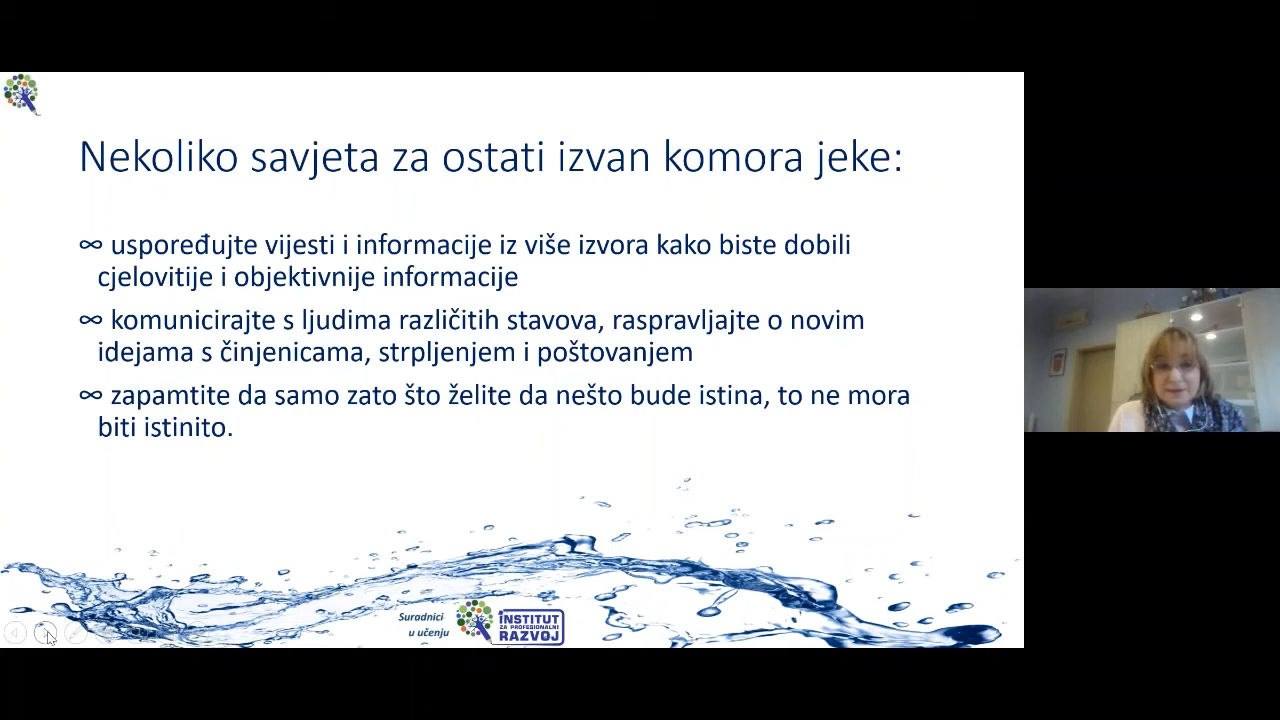 Nekoliko savjeta za ostati izvan komora jeke:
∞ uspoređujte vijesti i informacije iz više izvora kako biste dobili
cjelovitije i objektivnije informacije
∞ komunicirajte s ljudima različitih stavova, raspravljajte o novim
idejama s činjenicama, strpljenjem i poštovanjem
∞ zapamtite da samo zato što želite da nešto bude istina, to ne mora
biti istinito.
Suradnici
u učenju
INSTITUT
ZA PROFESIONALNI
RAZVOJ